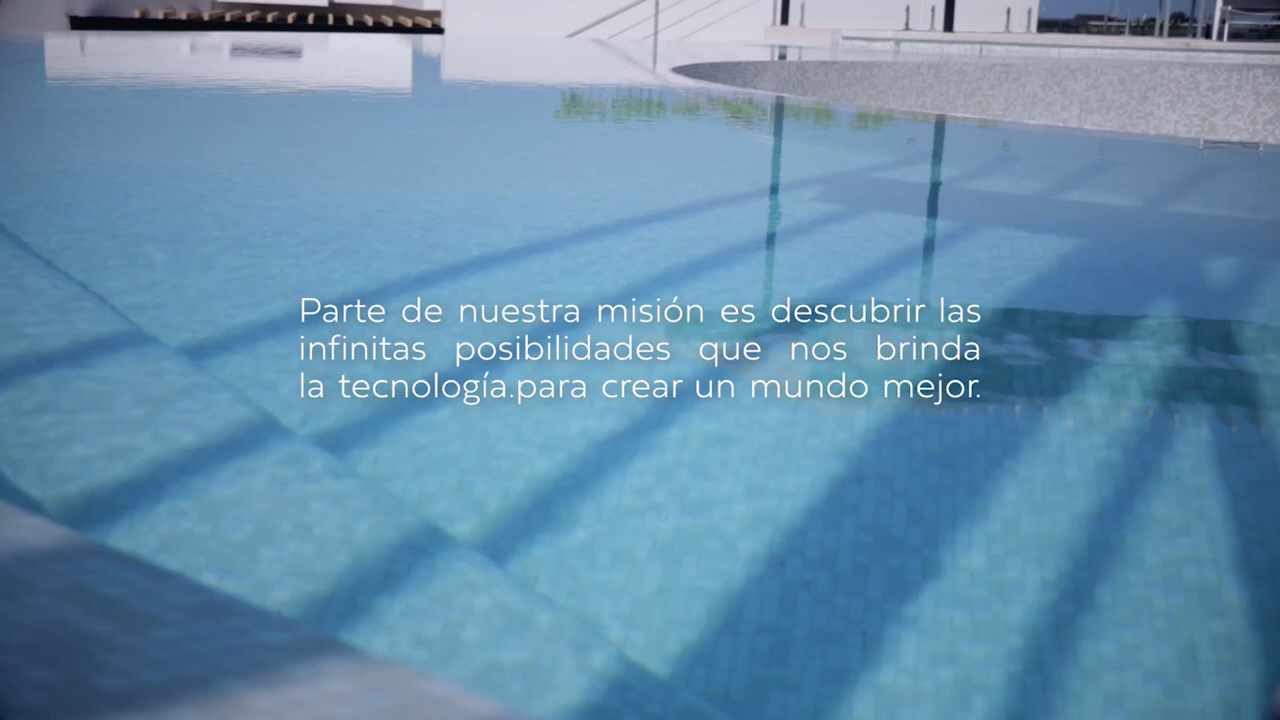 Parte de nuestra misión es descubrir las
infinitas posibilidades que nos brinda
la tecnología.para crear un mundo mejor.